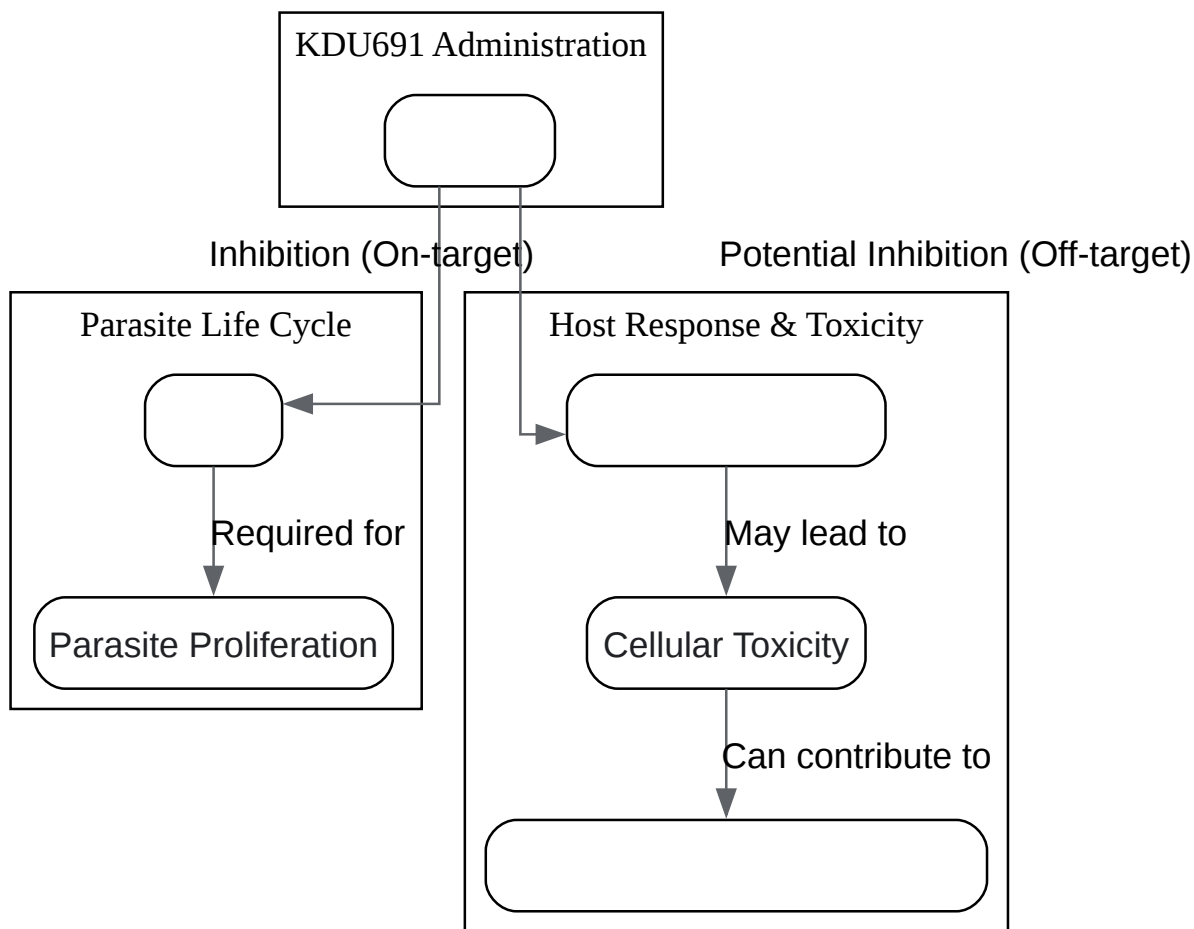 KDU691 Administration
Inhibition (On-target)
Potential Inhibition (Off-target)
Parasite Life Cycle
Host Response & Toxicity
Required for
May lead to
Parasite Proliferation
Cellular Toxicity
Can contribute to